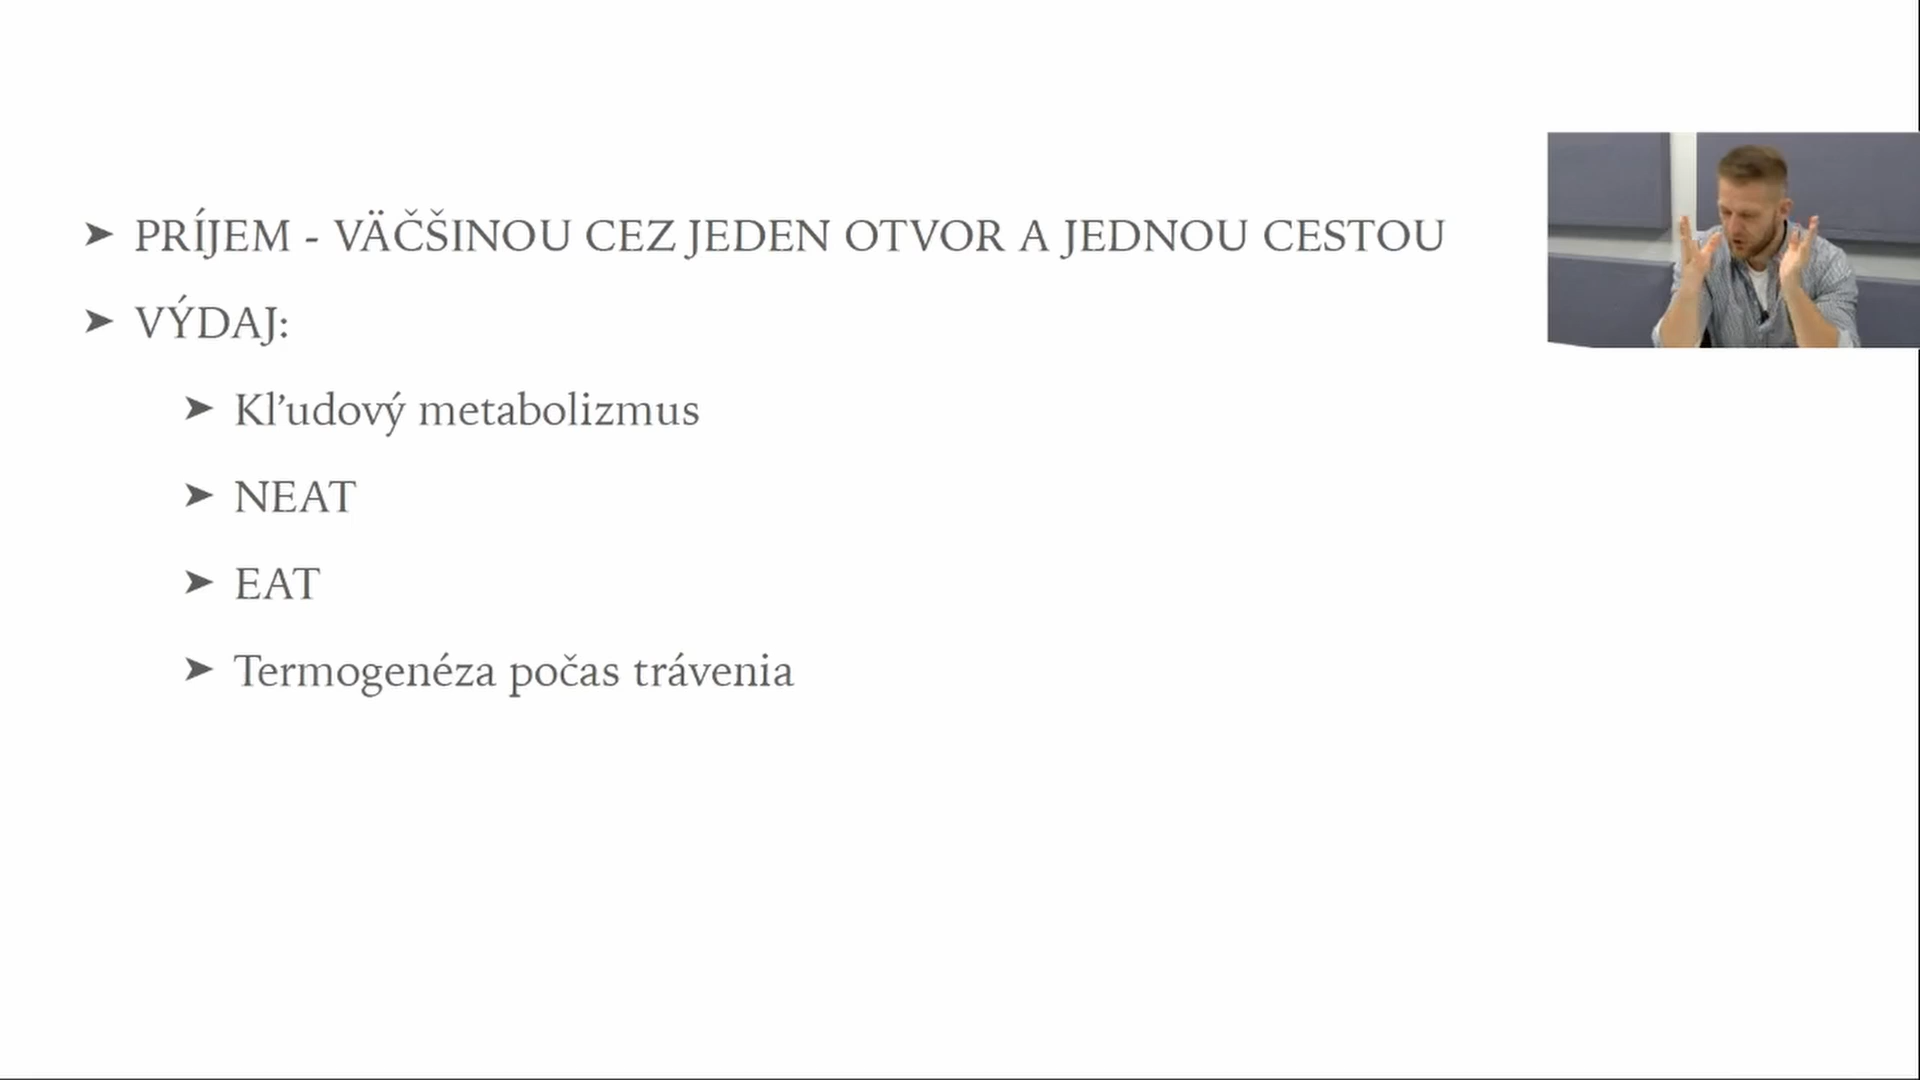 ➤ PRÍJEM - VÄČŠINOU CEZ JEDEN OTVOR A JEDNOU CESTOU
➤ VÝDAJ:
➤ Kľudový metabolizmus
➤ NEAT
➤ EAT
➤ Termogenéza počas trávenia